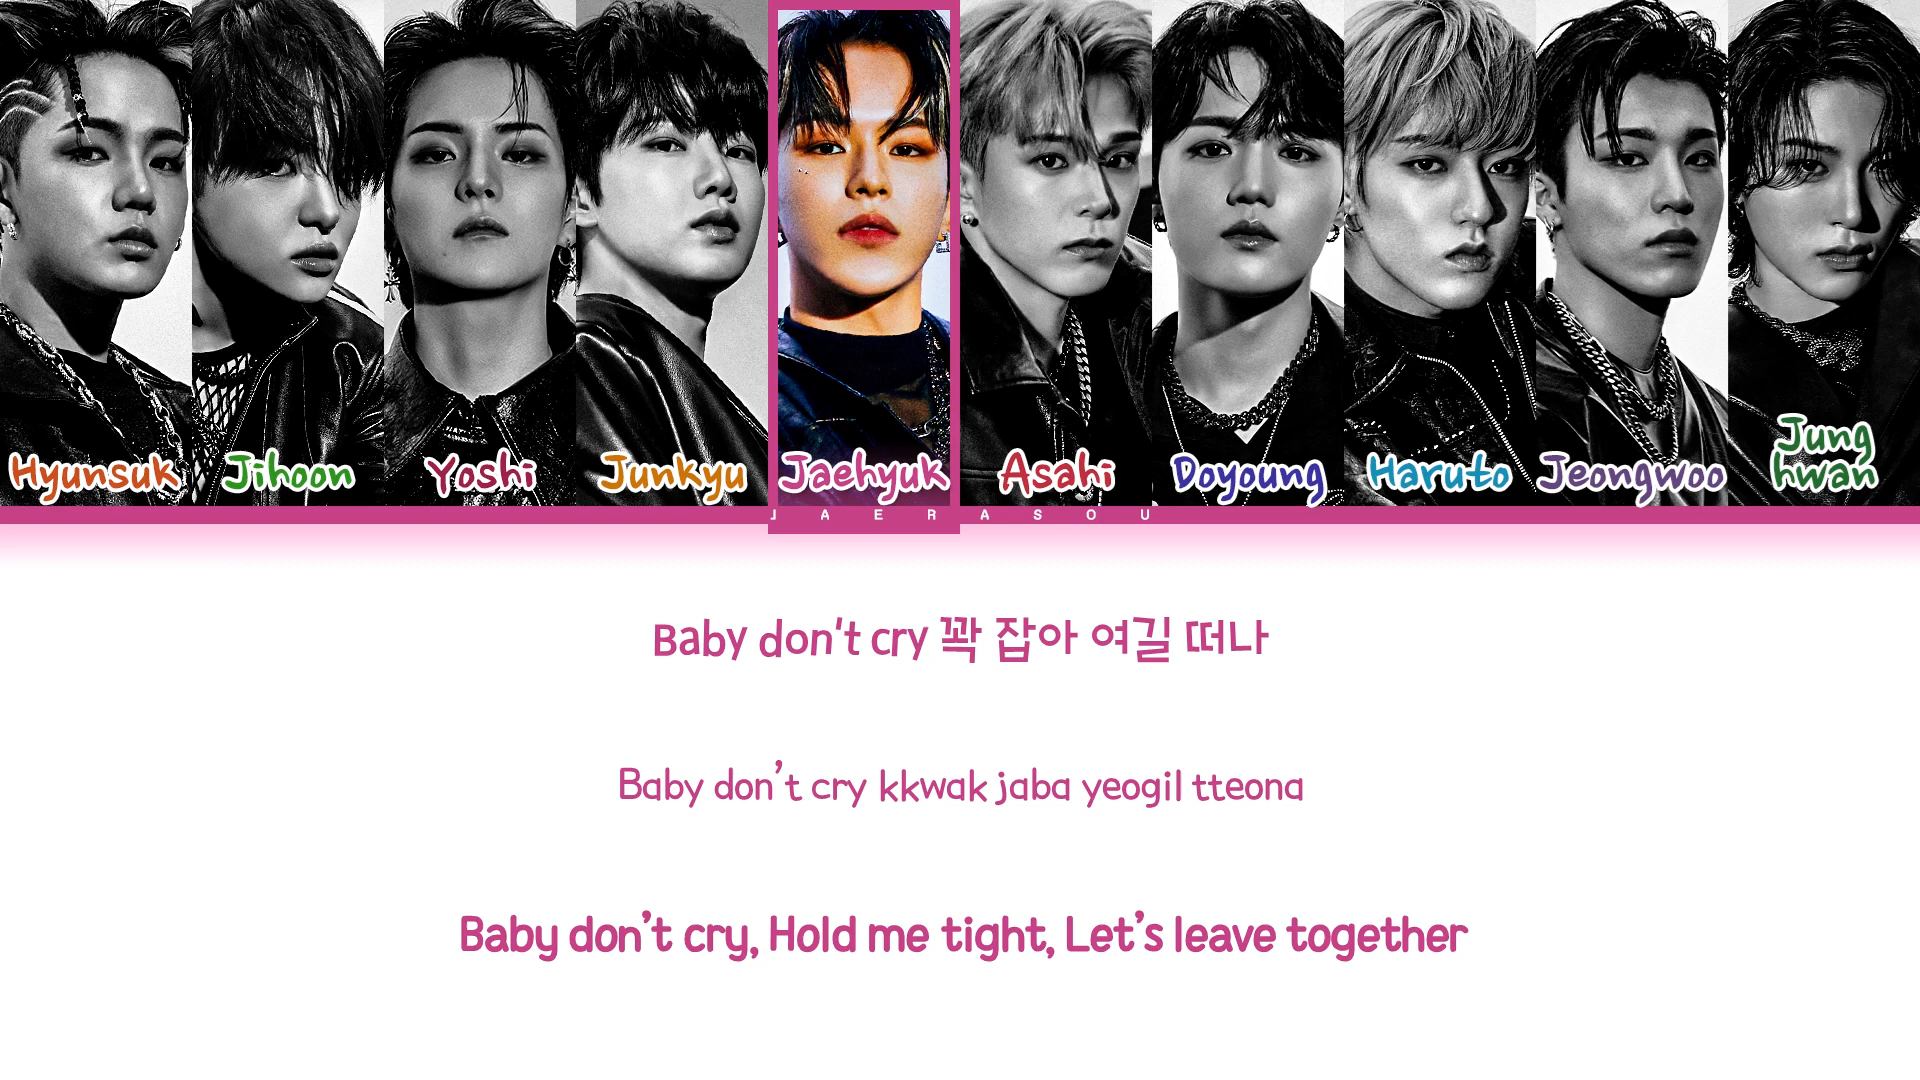 Hyunsuk
Jihoon
Yoshi
Junkyu
Jaehyuk
Asahi
Doyoung
Haruto
Jeongwoo
Jung
hwan
JAERASOU
Baby don't cry 꽉 잡아 여길 떠나
Baby don’t cry kkwak jaba yeogil tteona
Baby don’t cry, Hold me tight, Let’s leave together